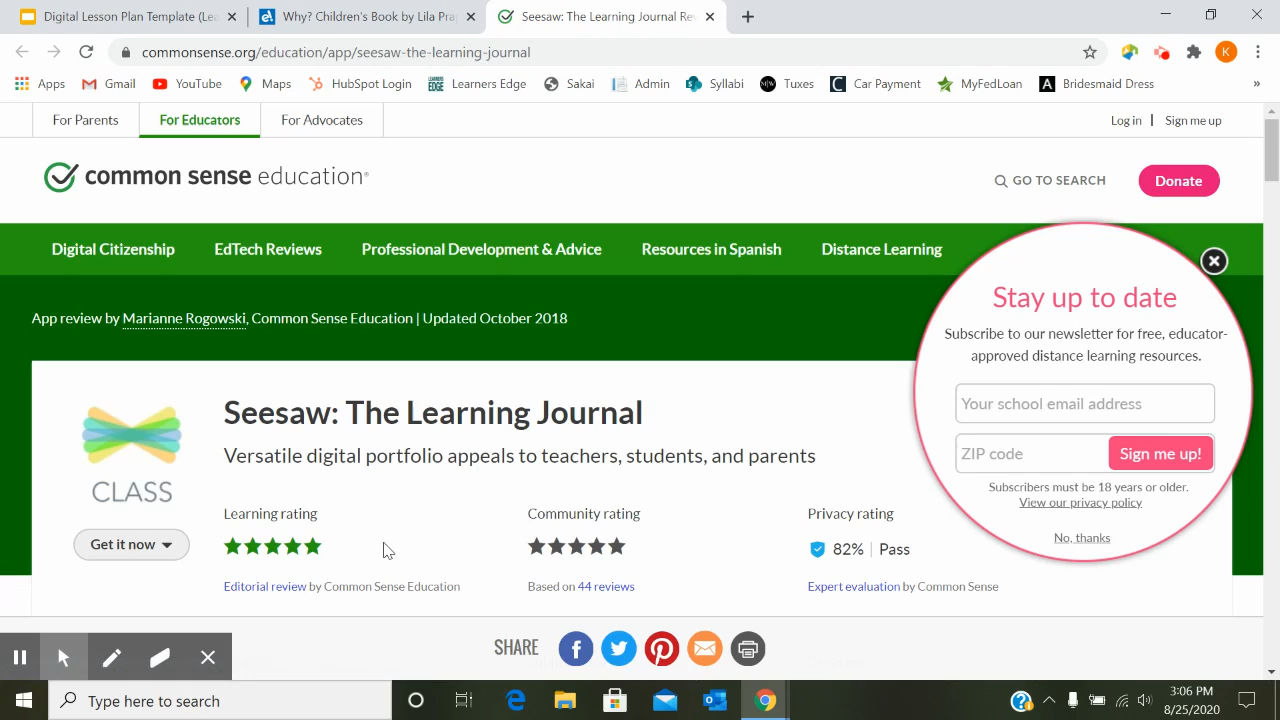 Digital Lesson Plan Template (Le
Why? Children's Book by Lila Pra
Seesaw: The Learning Journal Re
commonsense.org/education/app/seesaw-the-learning-journal
K
Apps
Gmail
YouTube
Maps
HubSpot Login
Learners Edge
Sakai
Admin
Syllabi
Tuxes
Car Payment
MyFedLoan
Bridesmaid Dress
»
For Parents
For Educators
For Advocates
Log in | Sign me up
common sense education®
GO TO SEARCH
Donate
Digital Citizenship
EdTech Reviews
Professional Development & Advice
Resources in Spanish
Distance Learning
App review by Marianne Rogowski, Common Sense Education | Updated October 2018
Stay up to date
Subscribe to our newsletter for free, educator-
approved distance learning resources.
Your school email address
ZIP code
Sign me up!
Subscribers must be 18 years or older.
View our privacy policy
No, thanks
CLASS
Get it now
Seesaw: The Learning Journal
Versatile digital portfolio appeals to teachers, students, and parents
Learning rating
Community rating
Privacy rating
82% | Pass
Editorial review by Common Sense Education
Based on 44 reviews
Expert evaluation by Common Sense
SHARE
Type here to search
3:06 PM
8/25/2020